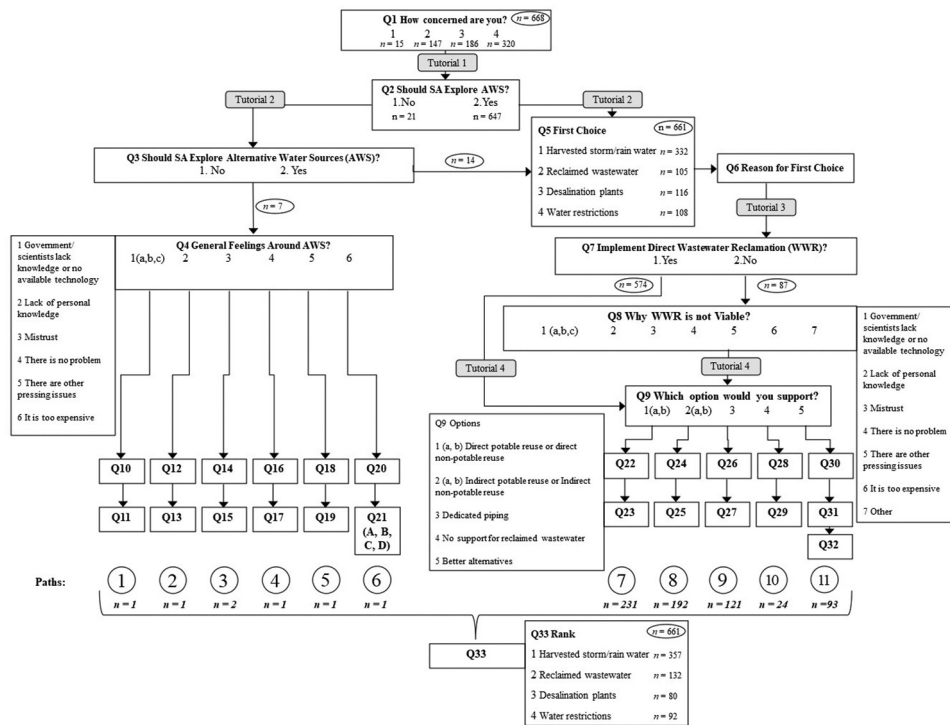 Q1 How concerned are you?
n = 668
1 2 3 4
n = 15 n = 147 n = 186 n = 320
Tutorial 1
Q2 Should SA Explore AWS?
1.No 2.Yes
n = 21 n = 647
Tutorial 2
Tutorial 2
Q3 Should SA Explore Alternative Water Sources (AWS)?
1. No 2. Yes
n = 14
n = 7
Q5 First Choice n = 661
1 Harvested storm/rain water n = 332
2 Reclaimed wastewater n = 105
3 Desalination plants n = 116
4 Water restrictions n = 108
Q6 Reason for First Choice
Tutorial 3
Q4 General Feelings Around AWS?
1(a,b,c) 2 3 4 5 6
1 Government/
scientists lack
knowledge or no
available technology
2 Lack of personal
knowledge
3 Mistrust
4 There is no problem
5 There are other
pressing issues
6 It is too expensive
Q7 Implement Direct Wastewater Reclamation (WWR)?
1.Yes 2.No
n = 574
n = 87
Q8 Why WWR is not Viable?
1 (a,b,c) 2 3 4 5 6 7
1 Government/
scientists lack
knowledge or no
available technology
2 Lack of personal
knowledge
3 Mistrust
4 There is no problem
5 There are other
pressing issues
6 It is too expensive
7 Other
Tutorial 4
Tutorial 4
Q9 Which option would you support?
1(a,b) 2(a,b) 3 4 5
Q9 Options
1 (a, b) Direct potable reuse or direct
non-potable reuse
2 (a, b) Indirect potable reuse or Indirect
non-potable reuse
3 Dedicated piping
4 No support for reclaimed wastewater
5 Better alternatives
Q10 Q12 Q14 Q16 Q18 Q20
Q11 Q13 Q15 Q17 Q19 Q21
(A, B,
C, D)
Q22 Q24 Q26 Q28 Q30
Q23 Q25 Q27 Q29 Q31
Q32
Paths: 1 2 3 4 5 6 7 8 9 10 11
n = 1 n = 1 n = 2 n = 1 n = 1 n = 1 n = 231 n = 192 n = 121 n = 24 n =93
Q33
Q33 Rank n = 661
1 Harvested storm/rain water n = 357
2 Reclaimed wastewater n = 132
3 Desalination plants n = 80
4 Water restrictions n = 92